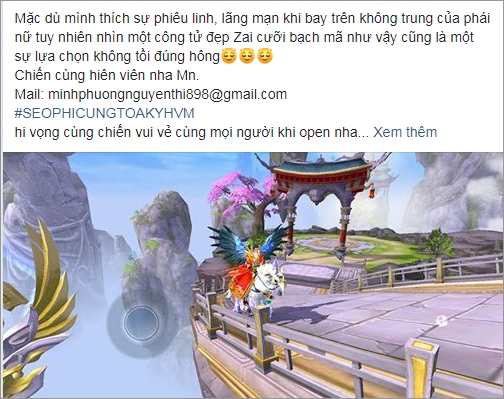 Mặc dù mình thích sự phiêu linh, lãng mạn khi bay trên không trung của phái
nữ tuy nhiên nhìn một công tử đẹp Zai cưỡi bạch mã như vậy cũng là một
sự lựa chọn không tồi đúng hông😌😌😌
Chiến cùng hiên viên nha Mn.
Mail: minhphuongnguyenthi898@gmail.com
#SEOPHICUNGTOAKYHVM
hi vọng cùng chiến vui vẻ cùng mọi người khi open nha... Xem thêm